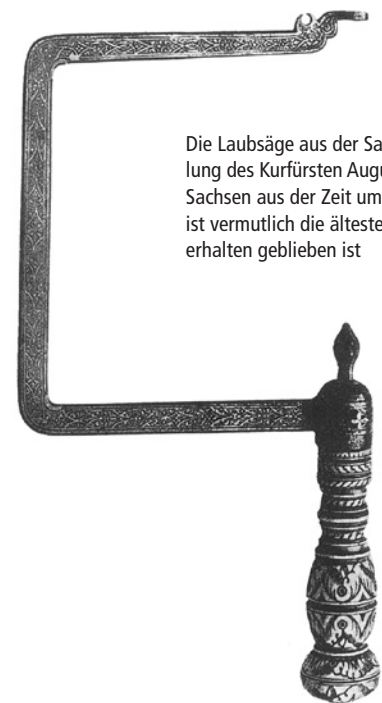 Die Laubsäge aus der Sa
lung des Kurfürsten Augu
Sachsen aus der Zeit um
ist vermutlich die älteste
erhalten geblieben ist